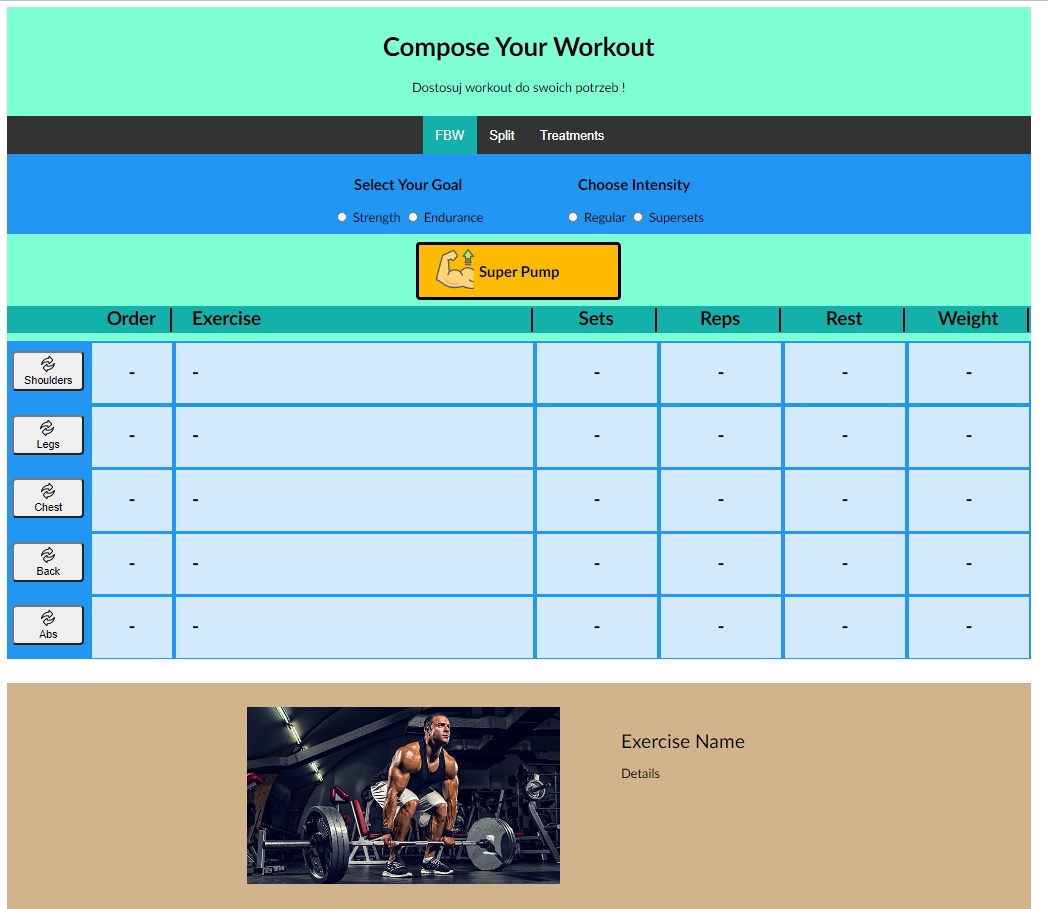 Compose Your Workout
Dostosuj workout do swoich potrzeb !
FBW Split Treatments
Select Your Goal Choose Intensity
Strength Endurance Regular Supersets
Super Pump
Order Exercise Sets Reps Rest Weight
Shoulders - - - - - -
Legs - - - - - -
Chest - - - - - -
Back - - - - - -
Abs - - - - - -
Exercise Name
Details